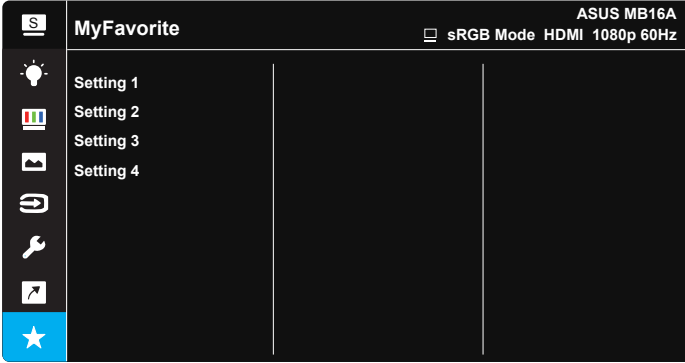 S
MyFavorite
ASUS MB16A
sRGB Mode HDMI 1080p 60Hz
Setting 1
Setting 2
Setting 3
Setting 4